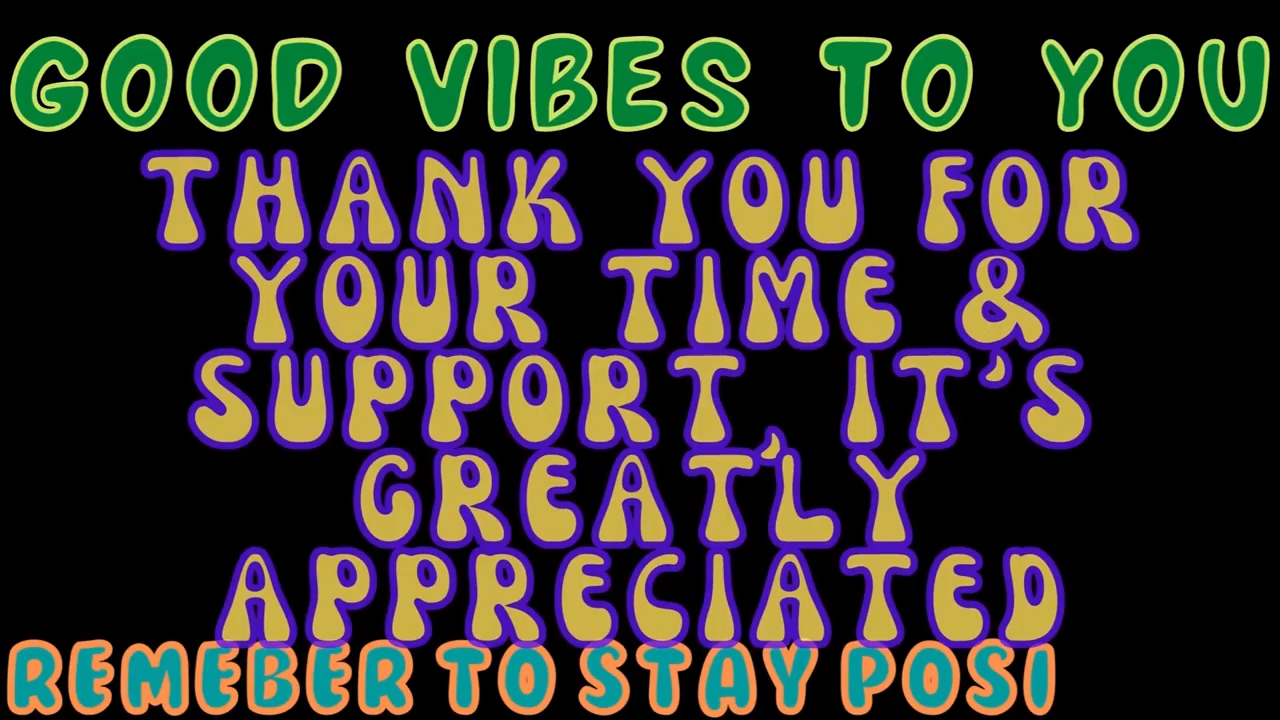 GOOD VIBES TO YOU
THANK YOU FOR
YOUR TIME &
SUPPORT, IT'S
GREATLY
APPRECIATED
REMEBER TO STAY POSI